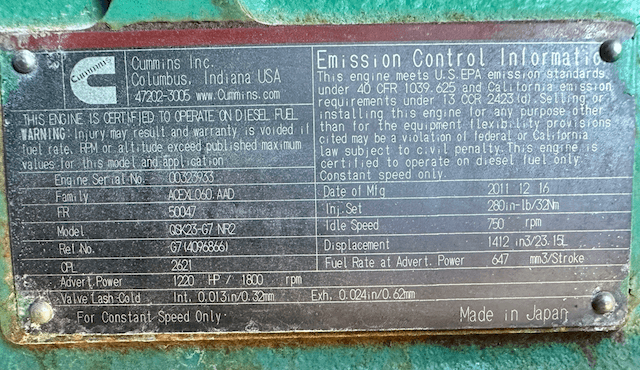 Cummins
Cummins Inc.
Columbus, Indiana USA
47202-3005 www.Cummins.com
THIS ENGINE IS CERTIFIED TO OPERATE ON DIESEL FUEL
WARNING: Injury may result and warranty is voided if
fuel rate, RPM or altitude exceed published maximum
values for this model and application
Engine Serial No. 00323933
Family ACEXL060.AAD
FR 50047
Model QSK23-G7 NR2
Ref.No. G7(4096866)
CPL 2621
Advert.Power 1220 HP / 1800 rpm
Valve Lash Cold Int. 0.013in/0.32mm Exh. 0.024in/0.62mm
For Constant Speed Only
Emission Control Informatio
This engine meets U.S.EPA emission standards
under 40 CFR 1039.625 and California emission
requirements under 13 CCR 2423(d). Selling or
installing this engine for any purpose other
than for the equipment flexibility provisions
cited may be a violation of federal or California
law subject to civil penalty. This engine is
certified to operate on diesel fuel only.
Constant speed only.
Date of Mfg 2011 12 16
Inj.Set 280in-lb/32Nm
Idle Speed 750 rpm
Displacement 1412 in3/23.15L
Fuel Rate at Advert. Power 647 mm3/Stroke
Made in Japan